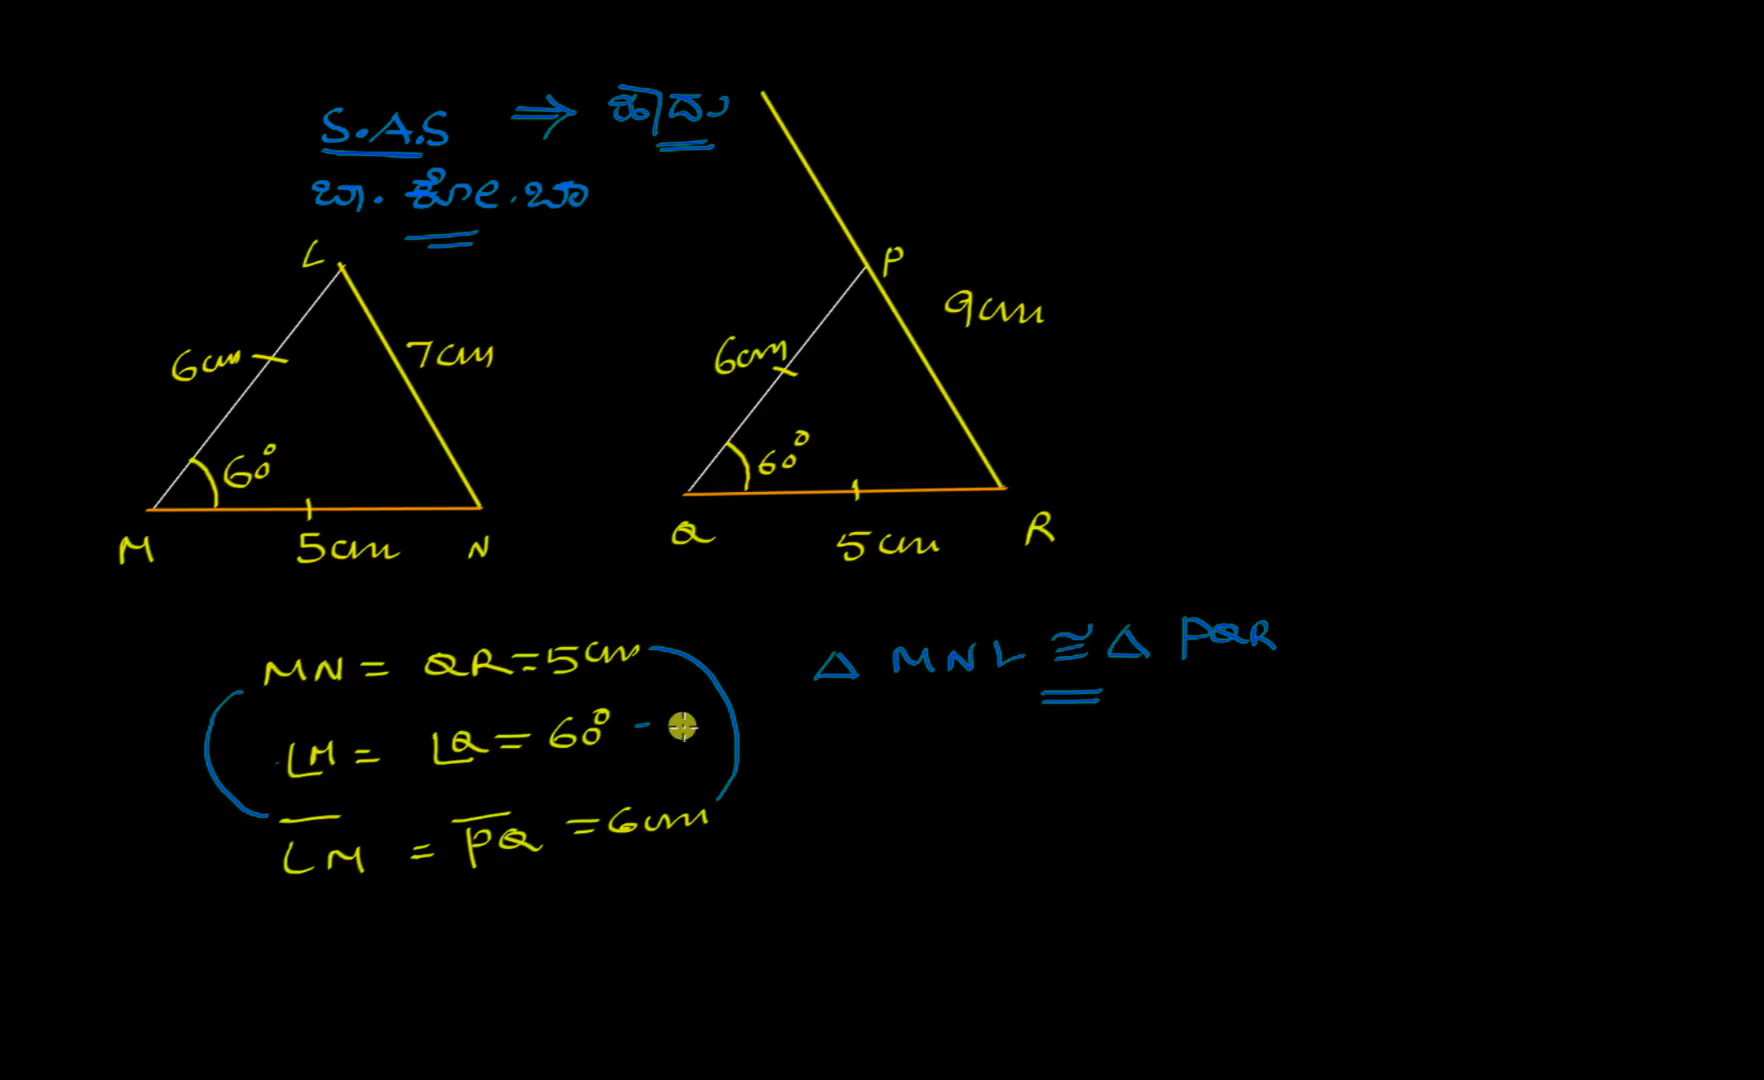 S.A.S ⇒
ಬಾ. ಕೋ. ಬಾ
L
P
9cm
6cm
7cm
6cm
60°
60°
M
5cm
N
Q
5cm
R
MN = QR = 5cm
△ MNL ≅ △ PQR
∠M = ∠Q = 60°
LM = PQ = 6cm